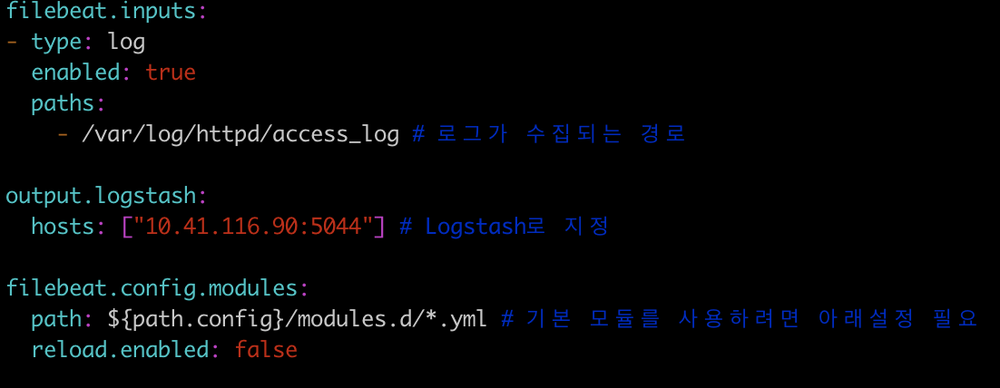 filebeat.inputs:
- type: log
  enabled: true
  paths:
    - /var/log/httpd/access_log # 로그가 수집되는 경로

output.logstash:
  hosts: ["10.41.116.90:5044"] # Logstash로 지정

filebeat.config.modules:
  path: ${path.config}/modules.d/*.yml # 기본 모듈를 사용하려면 아래설정 필요
  reload.enabled: false